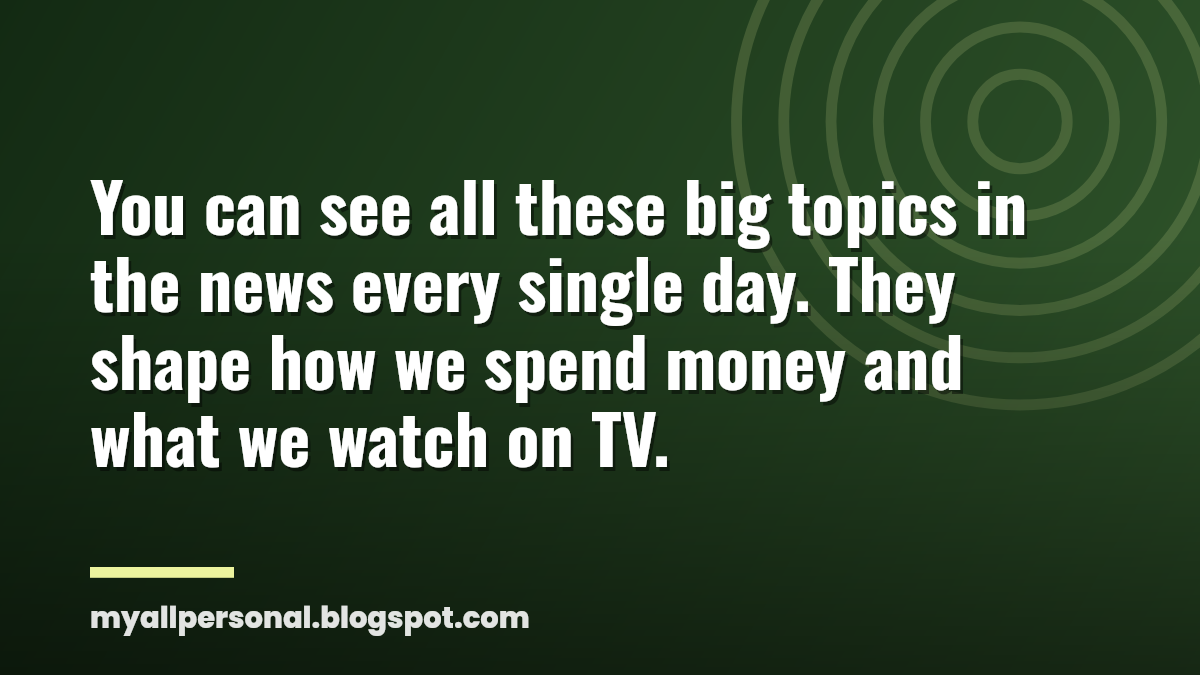 You can see all these big topics in
the news every single day. They
shape how we spend money and
what we watch on TV.
myallpersonal.blogspot.com